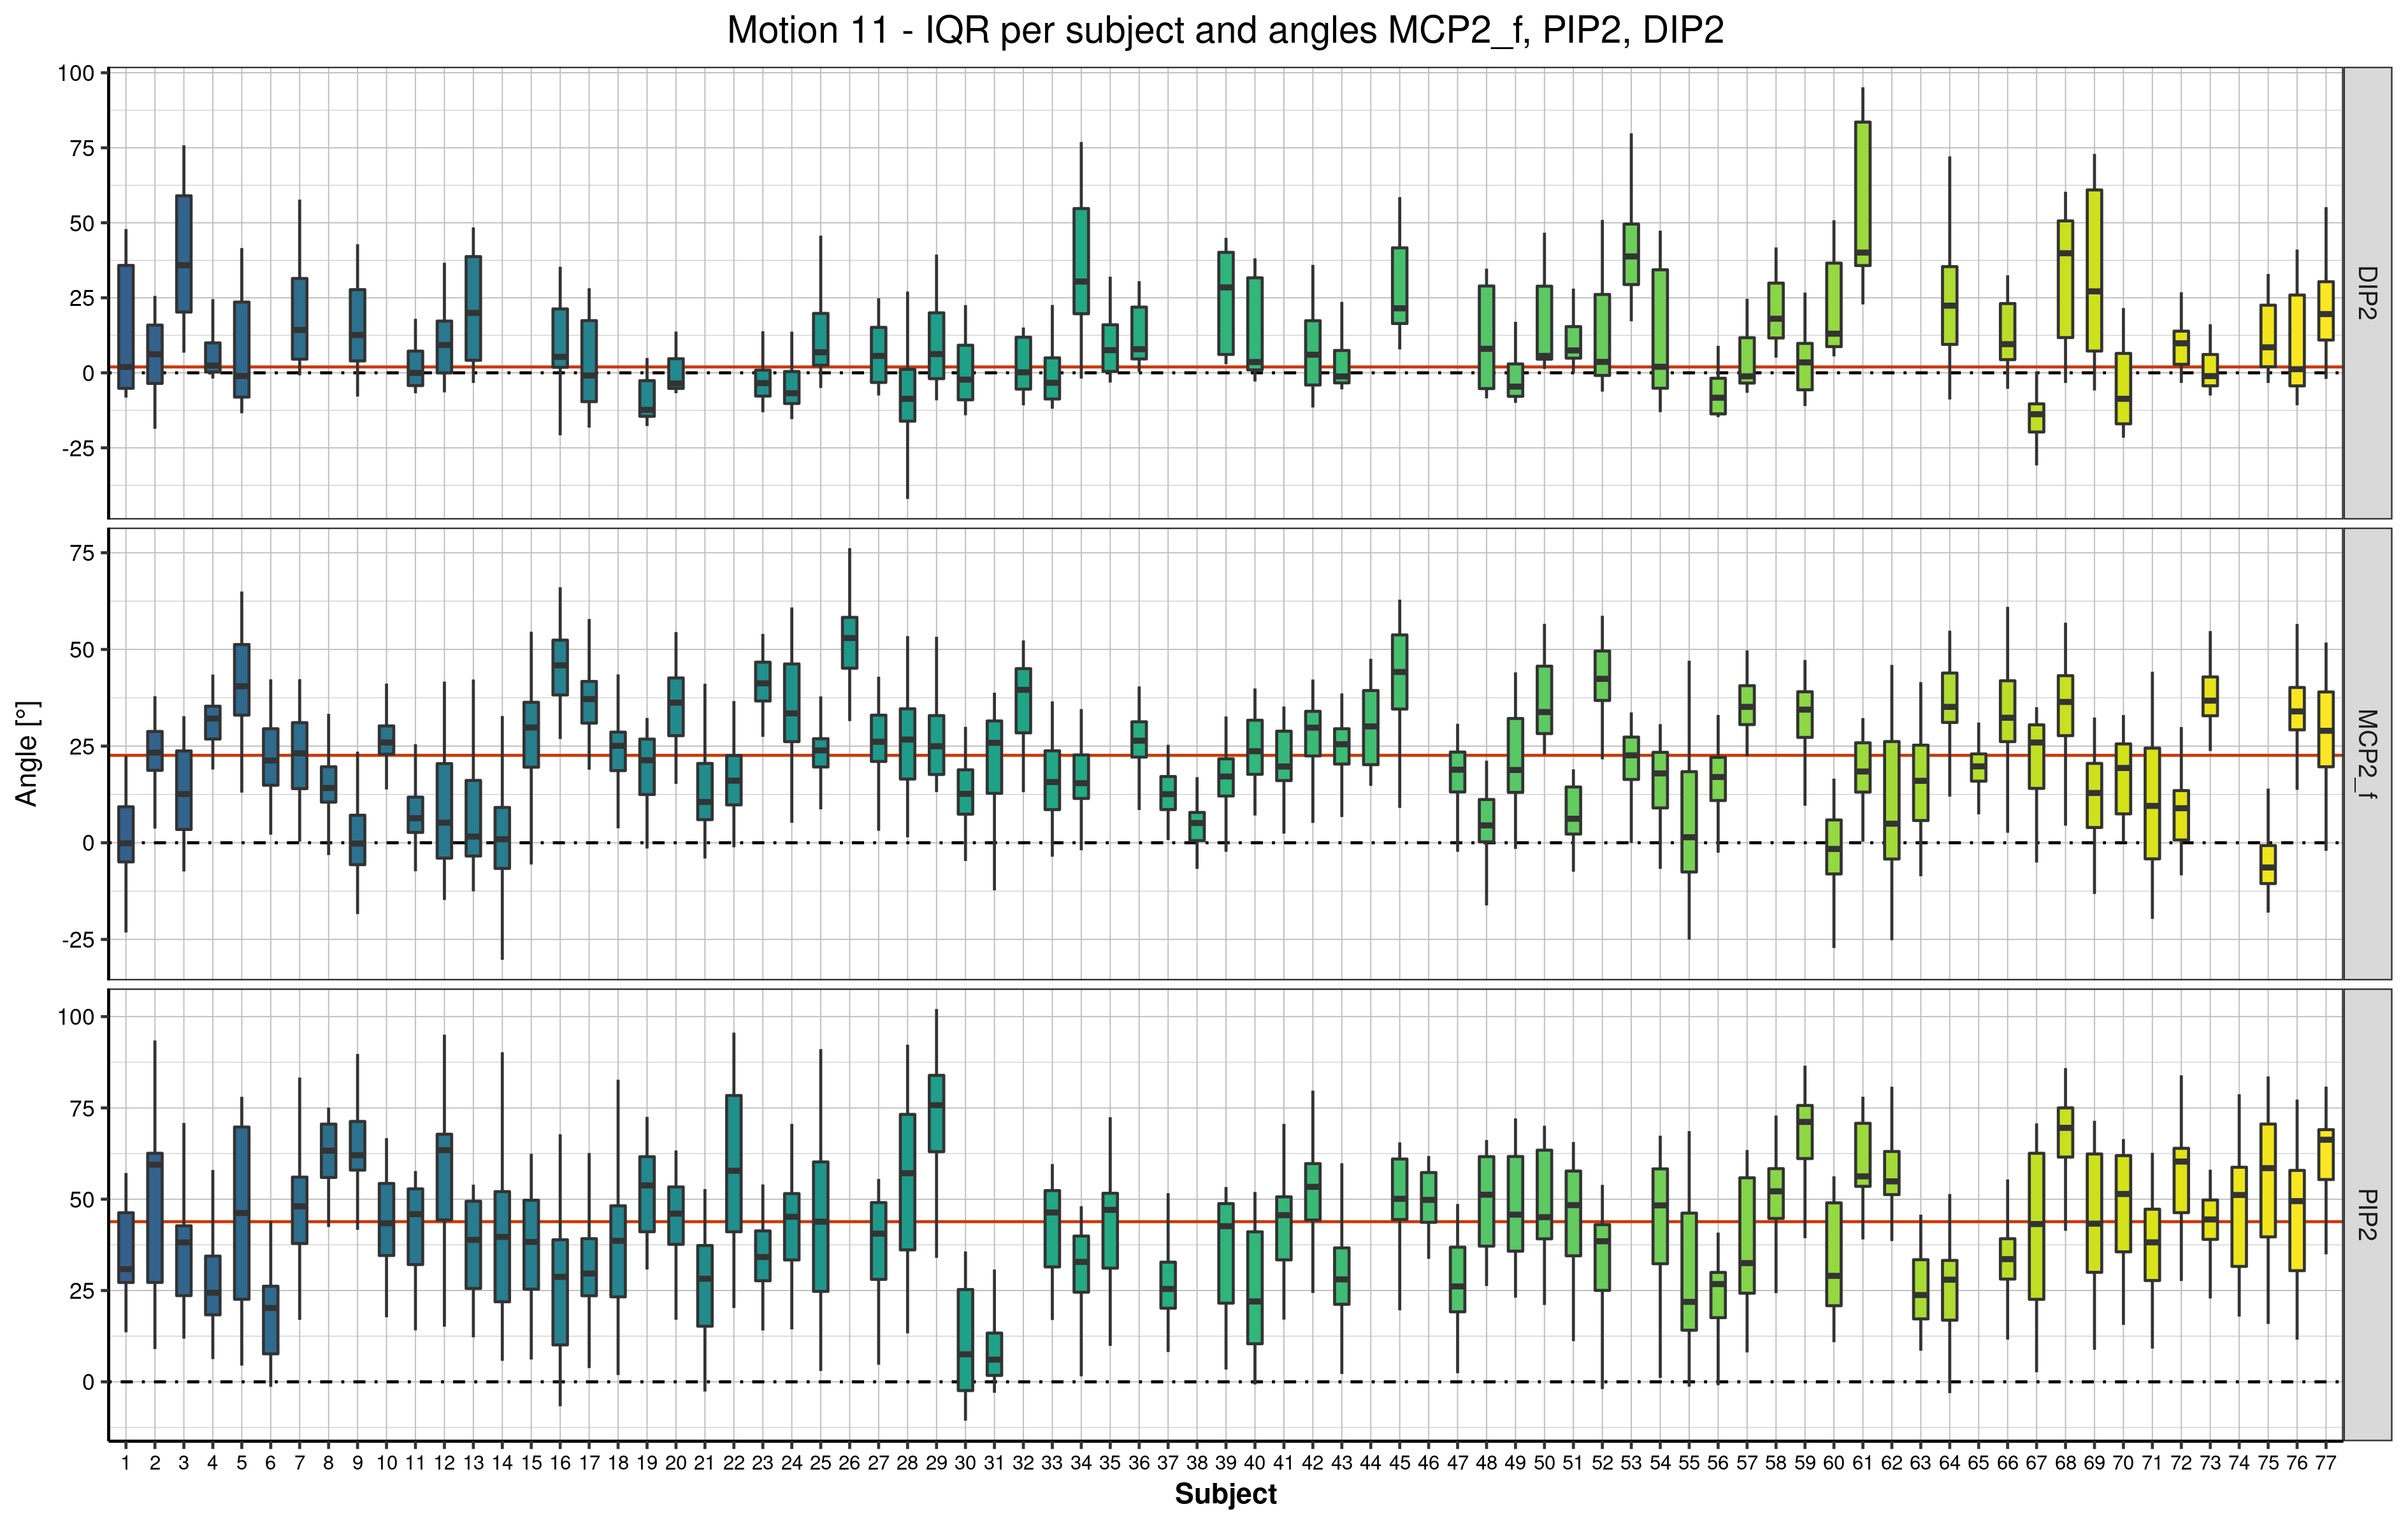 Motion 11 - IQR per subject and angles MCP2_f, PIP2, DIP2
100
75
50
25
0
-25
DIP2
75
50
25
0
-25
MCP2_f
Angle [°]
100
75
50
25
0
PIP2
1 2 3 4 5 6 7 8 9 10 11 12 13 14 15 16 17 18 19 20 21 22 23 24 25 26 27 28 29 30 31 32 33 34 35 36 37 38 39 40 41 42 43 44 45 46 47 48 49 50 51 52 53 54 55 56 57 58 59 60 61 62 63 64 65 66 67 68 69 70 71 72 73 74 75 76 77
Subject